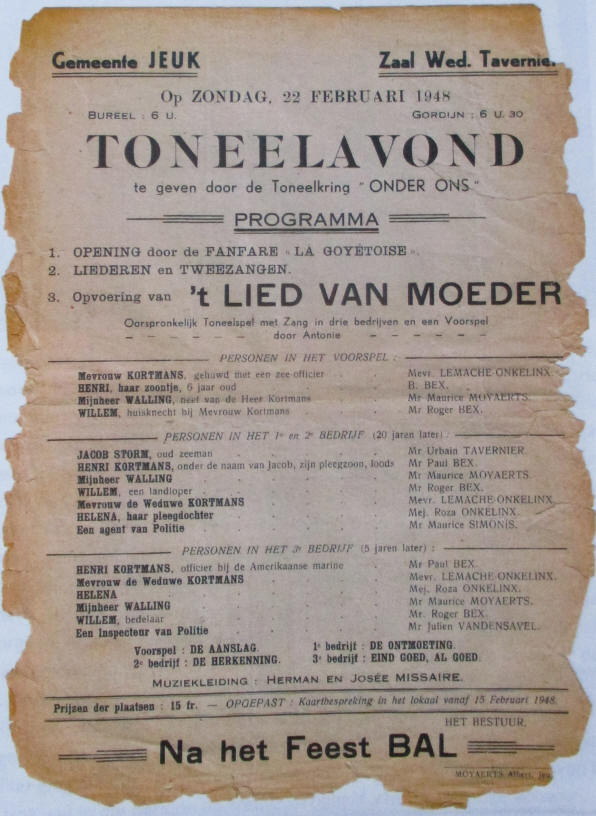 Gemeente JEUK Zaal Wed. Tavernie
Op ZONDAG, 22 FEBRUARI 1948
BUREEL : 6 U. GORDIJN : 6 U. 30
TONEELAVOND
te geven door de Toneelkring "ONDER ONS"
PROGRAMMA
1. OPENING door de FANFARE « LA GOYÉTOISE ».
2. LIEDEREN en TWEEZANGEN.
3. Opvoering van 't LIED VAN MOEDER
Oorspronkelijk Toneelspel met Zang in drie bedrijven en een Voorspel
door Antonie
PERSONEN IN HET VOORSPEL :
Mevrouw KORTMANS, gehuwd met een zee-officier Mevr. LEMACHE-ONKELINX.
HENRI, haar zoontje, 6 jaar oud B. BEX.
Mijnheer WALLING, neef van de Heer Kortmans Mr Maurice MOYAERTS.
WILLEM, huisknecht bij Mevrouw Kortmans Mr Roger BEX.
PERSONEN IN HET 1e en 2e BEDRIJF (20 jaren later) :
JACOB STORM, oud zeeman Mr Urbain TAVERNIER.
HENRI KORTMANS, onder de naam van Jacob, zijn pleegzoon, loods Mr Paul BEX.
Mijnheer WALLING Mr Maurice MOYAERTS.
WILLEM, een landloper Mr Roger BEX.
Mevrouw de Weduwe KORTMANS Mevr. LEMACHE-ONKELINX.
HELENA, haar pleegdochter Mej. Roza ONKELINX.
Een agent van Politie Mr Maurice SIMONIS.
PERSONEN IN HET 3e BEDRIJF (5 jaren later) :
HENRI KORTMANS, officier bij de Amerikaanse marine Mr Paul BEX.
Mevrouw de Weduwe KORTMANS Mevr. LEMACHE-ONKELINX.
HELENA Mej. Roza ONKELINX.
Mijnheer WALLING Mr Maurice MOYAERTS.
WILLEM, bedelaar Mr. Roger BEX.
Een Inspecteur van Politie Mr Julien VANDENSAVEL.
Voorspel : DE AANSLAG. 1e bedrijf : DE ONTMOETING.
2e bedrijf : DE HERKENNING. 3e bedrijf : EIND GOED, AL GOED.
MUZIEKLEIDING : HERMAN EN JOSÉE MISSAIRE.
Prijzen der plaatsen : 15 fr. — OPGEPAST : Kaartbespreking in het lokaal vanaf 15 Februari 1948.
HET BESTUUR,
Na het Feest BAL
MOYAERTS Albert,